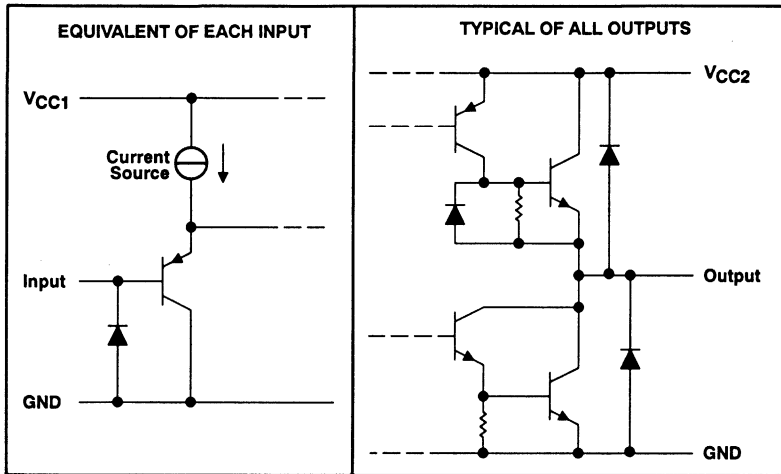 EQUIVALENT OF EACH INPUT
VCC1
Current
Source
Input
GND
TYPICAL OF ALL OUTPUTS
VCC2
Output
GND